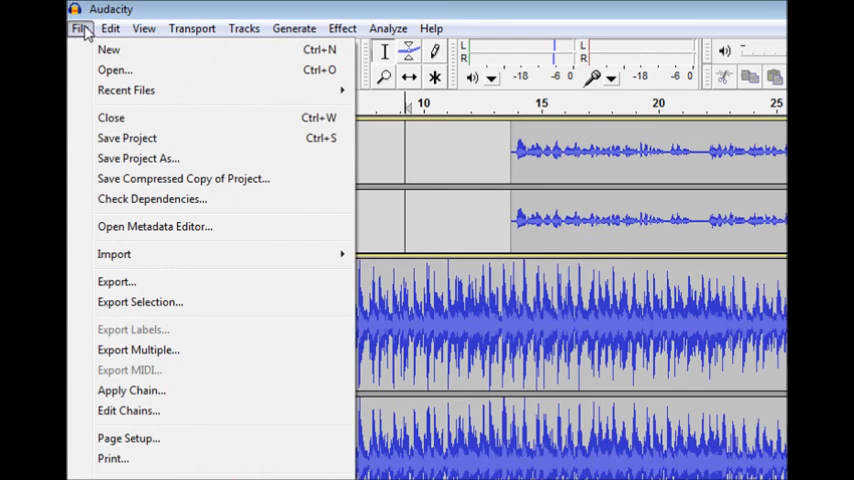 Audacity
File Edit View Transport Tracks Generate Effect Analyze Help
New Ctrl+N
Open... Ctrl+O
Recent Files
Close Ctrl+W
Save Project Ctrl+S
Save Project As...
Save Compressed Copy of Project...
Check Dependencies...
Open Metadata Editor...
Import
Export...
Export Selection...
Export Labels...
Export Multiple...
Export MIDI...
Apply Chain...
Edit Chains...
Page Setup...
Print...
L L
R R
-18 -6 0 -18 -6 0
10 15 20 25